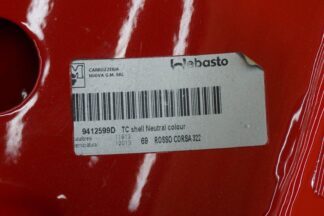 CARROZZERIA
NUOVA G.M. SRL
Webasto
9412599D TC shell Neutral colour
69 ROSSO CORSA 322